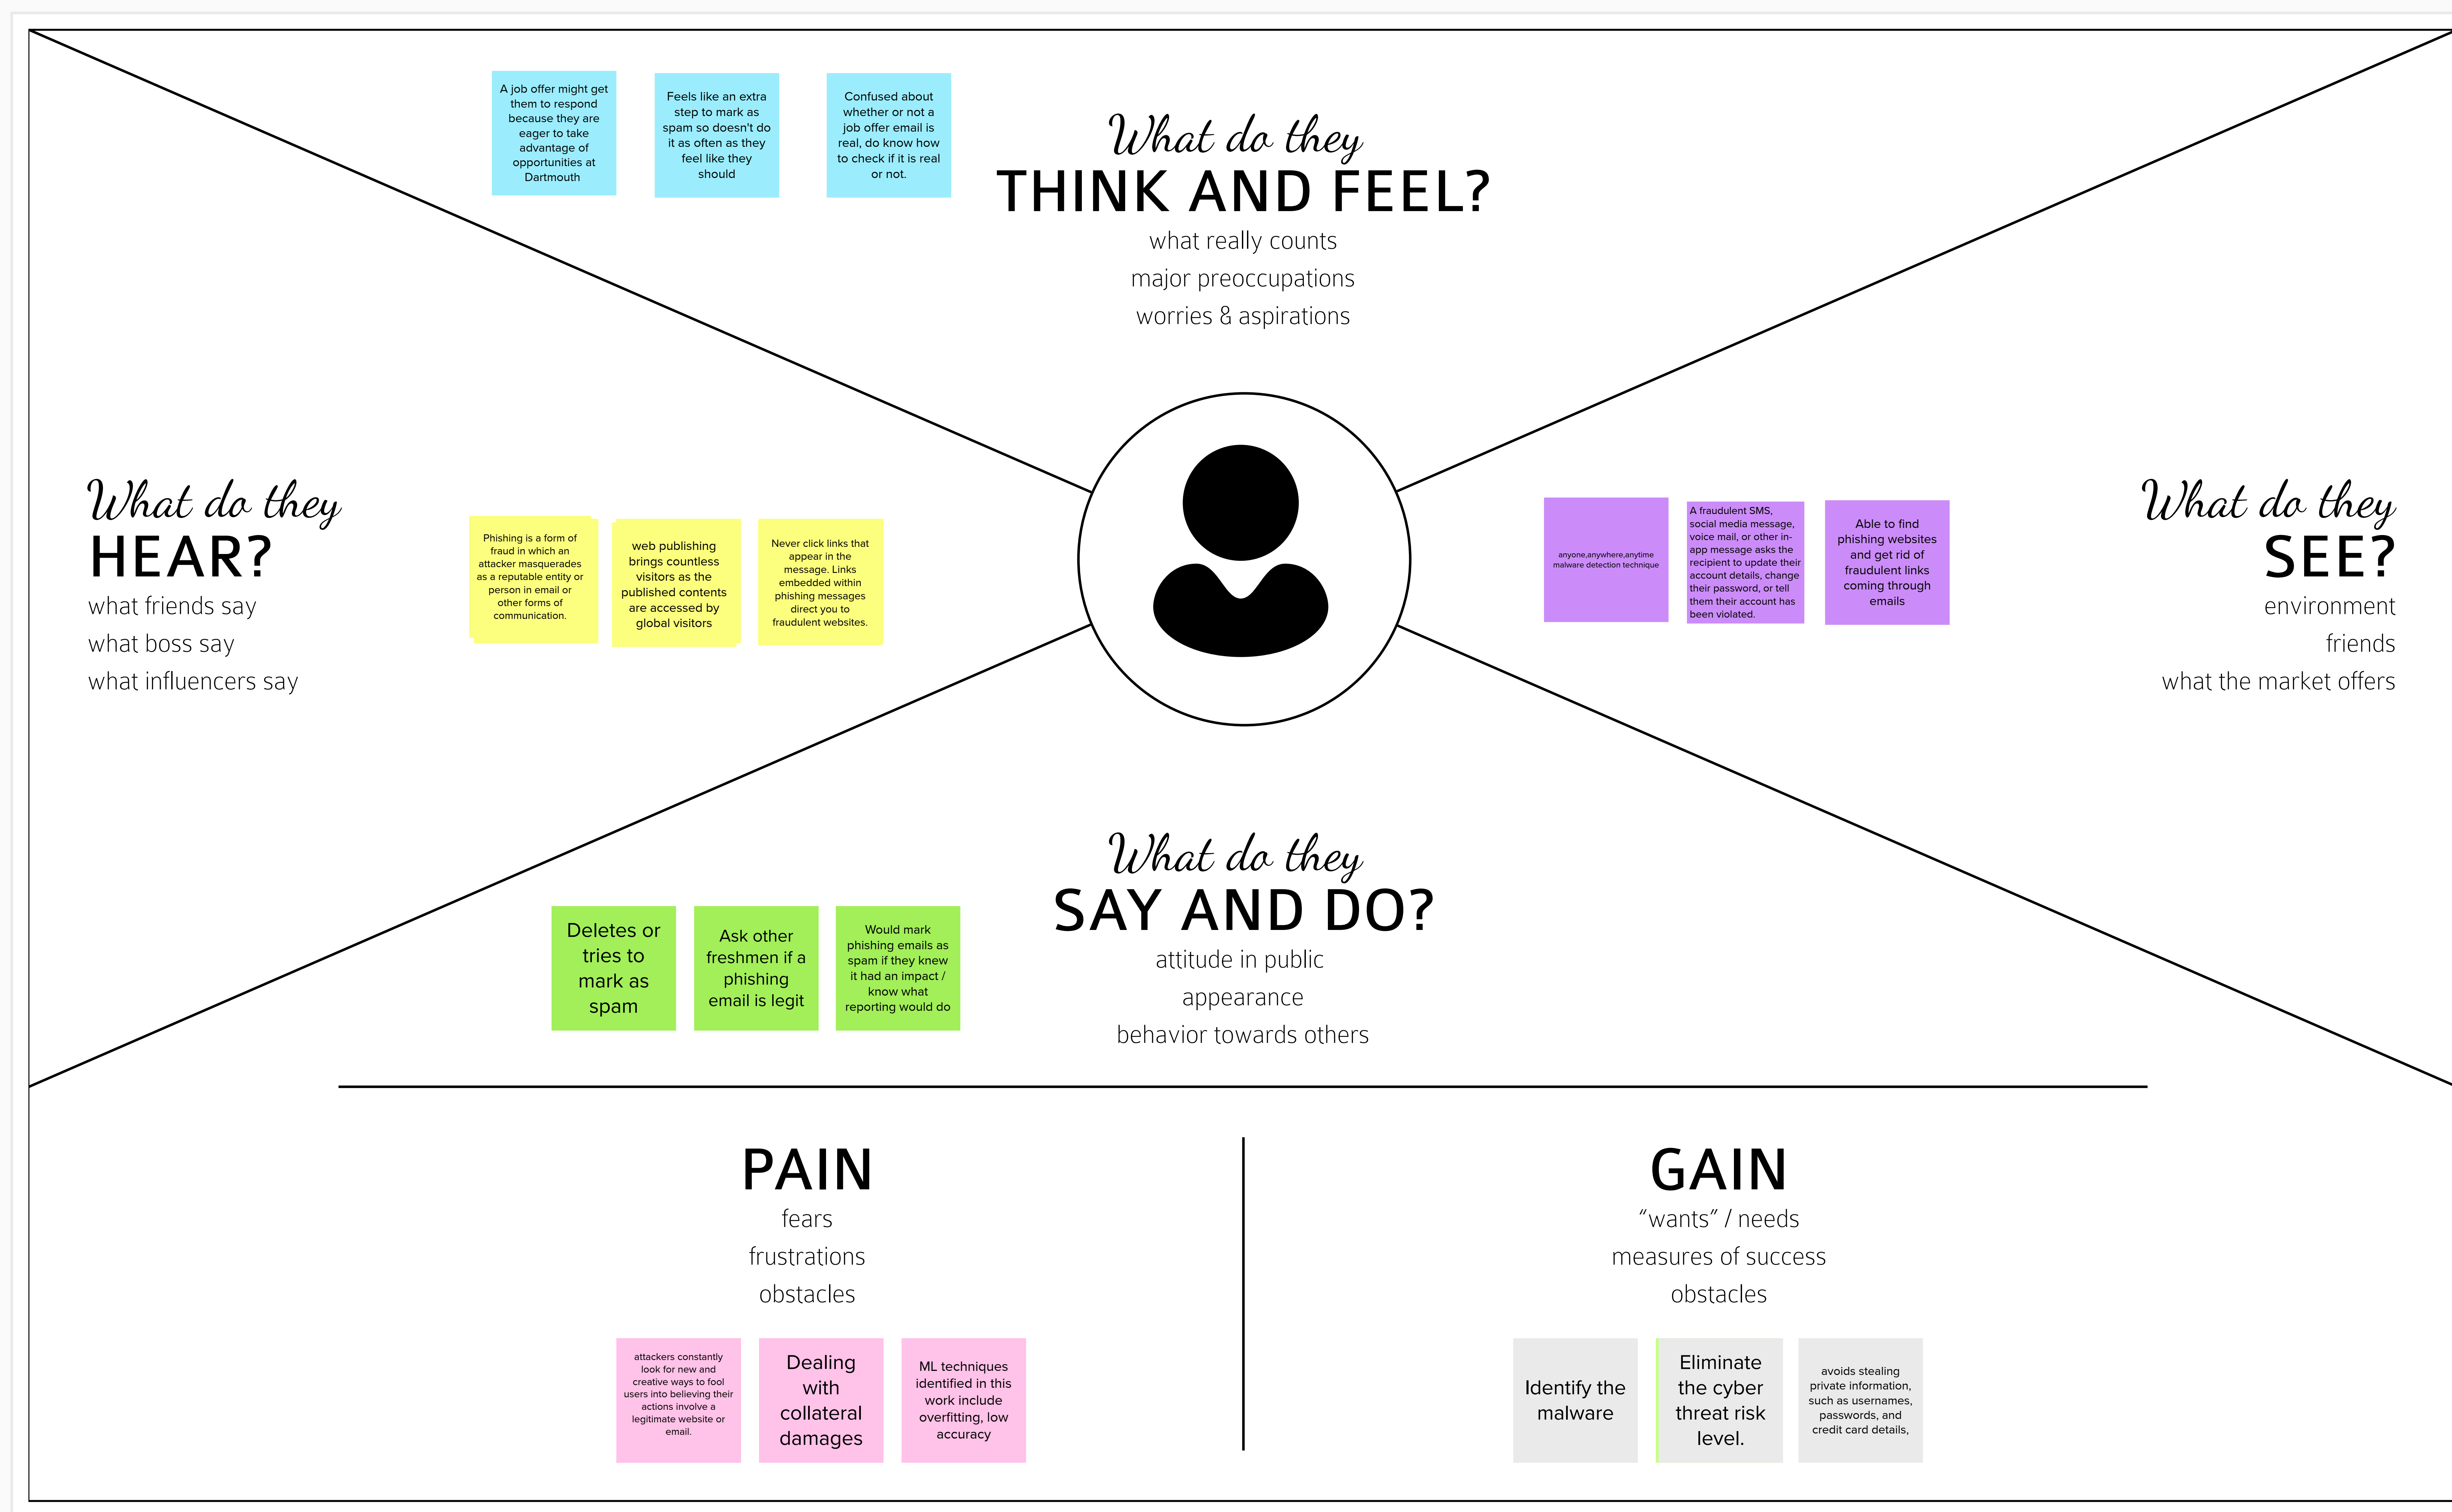 A job offer might get
them to respond
because they are
eager to take
advantage of
opportunities at
Dartmouth
Feels like an extra
step to mark as
spam so doesn't do
it as often as they
feel like they
should
Confused about
whether or not a
job offer email is
real, do know how
to check if it is real
or not.
What do they
THINK AND FEEL?
what really counts
major preoccupations
worries & aspirations
What do they
HEAR?
what friends say
what boss say
what influencers say
Phishing is a form of
fraud in which an
attacker masquerades
as a reputable entity or
person in email or
other forms of
communication.
web publishing
brings countless
visitors as the
published contents
are accessed by
global visitors
Never click links that
appear in the
message. Links
embedded within
phishing messages
direct you to
fraudulent websites.
anyone,anywhere,anytime
malware detection technique
A fraudulent SMS,
social media message,
voice mail, or other in-
app message asks the
recipient to update their
account details, change
their password, or tell
them their account has
been violated.
Able to find
phishing websites
and get rid of
fraudulent links
coming through
emails
What do they
SEE?
environment
friends
what the market offers
What do they
SAY AND DO?
attitude in public
appearance
behavior towards others
Deletes or
tries to
mark as
spam
Ask other
freshmen if a
phishing
email is legit
Would mark
phishing emails as
spam if they knew
it had an impact /
know what
reporting would do
PAIN
fears
frustrations
obstacles
attackers constantly
look for new and
creative ways to fool
users into believing their
actions involve a
legitimate website or
email.
Dealing
with
collateral
damages
ML techniques
identified in this
work include
overfitting, low
accuracy
GAIN
“wants” / needs
measures of success
obstacles
Identify the
malware
Eliminate
the cyber
threat risk
level.
avoids stealing
private information,
such as usernames,
passwords, and
credit card details,